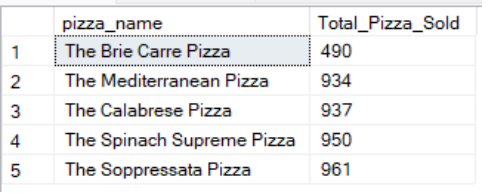 pizza_name Total_Pizza_Sold
1 The Brie Carre Pizza 490
2 The Mediterranean Pizza 934
3 The Calabrese Pizza 937
4 The Spinach Supreme Pizza 950
5 The Soppressata Pizza 961